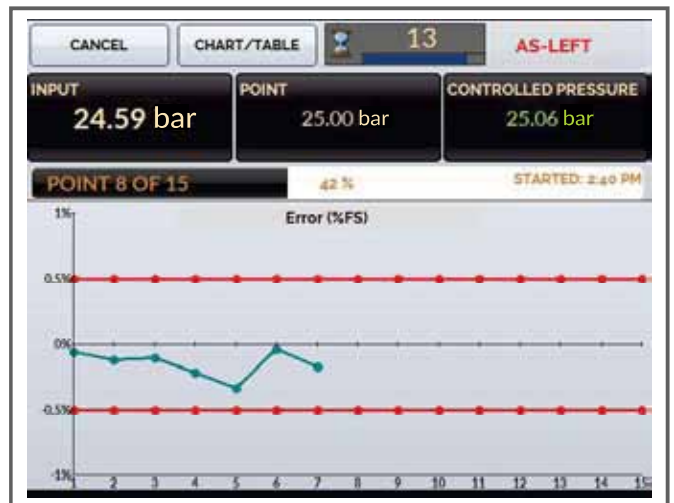 CANCEL
CHART/TABLE
13
AS-LEFT
INPUT
24.59 bar
POINT
25.00 bar
CONTROLLED PRESSURE
25.06 bar
POINT 8 OF 15
42 %
STARTED: 2:40 PM
Error (%FS)
1%
0.5%
0%
-0.5%
-1%
1 2 3 4 5 6 7 8 9 10 11 12 13 14 15